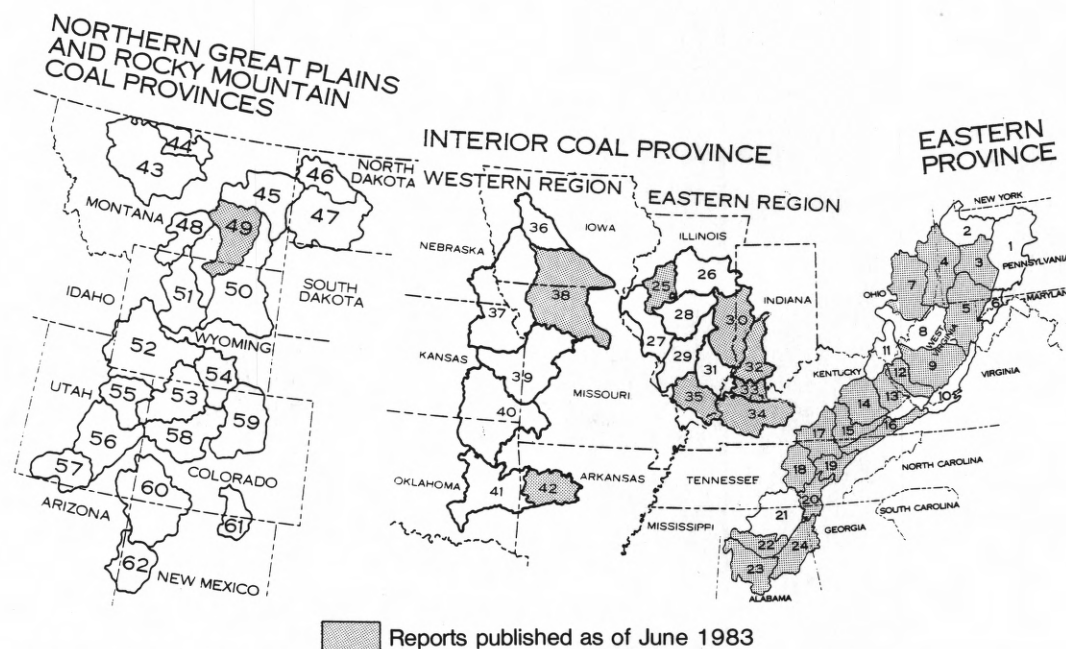 NORTHERN GREAT PLAINS
AND ROCKY MOUNTAIN
COAL PROVINCES
44
43
MONTANA
45
46
NORTH
DAKOTA
47
48
49
IDAHO
51
50
SOUTH
DAKOTA
52
WYOMING
54
UTAH
55
53
59
56
58
57
COLORADO
60
ARIZONA
61
62
NEW MEXICO
INTERIOR COAL PROVINCE
WESTERN REGION
36
IOWA
NEBRASKA
38
37
KANSAS
39
MISSOURI
40
OKLAHOMA
41
42
ARKANSAS
EASTERN REGION
ILLINOIS
25
26
INDIANA
28
30
27
29
31
32
33
35
34
TENNESSEF
MISSISSIPPI
EASTERN
PROVINCE
NEW YORK
2
1
4
3
PENNSYLVANIA
7
OHIO
5
6
MARYLAND
8
WEST
VIRGINIA
11
9
KENTUCKY
12
VIRGINIA
13
10
14
16
17
15
18
19
NORTH CAROLINA
20
SOUTH CAROLINA
21
GEORGIA
22
24
23
ALABAMA
Reports published as of June 1983